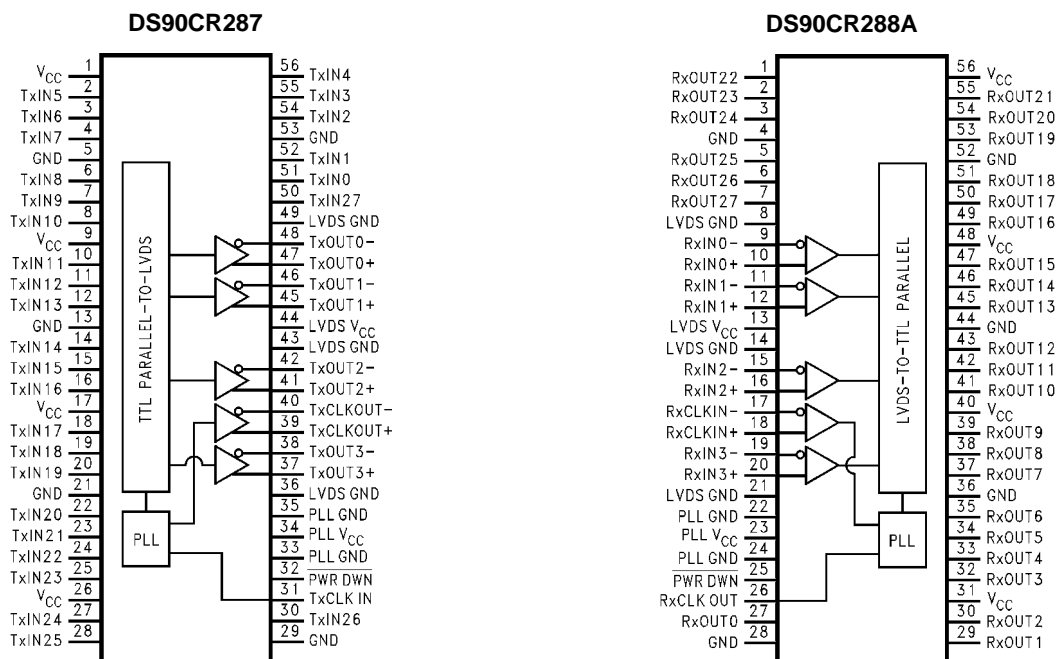 DS90CR287
DS90CR288A
VCC 1
TxIN5 2
TxIN6 3
TxIN7 4
GND 5
TxIN8 6
TxIN9 7
TxIN10 8
VCC 9
TxIN11 10
TxIN12 11
TxIN13 12
GND 13
TxIN14 14
TxIN15 15
TxIN16 16
VCC 17
TxIN17 18
TxIN18 19
TxIN19 20
GND 21
TxIN20 22
TxIN21 23
TxIN22 24
TxIN23 25
VCC 26
TxIN24 27
TxIN25 28
TTL PARALLEL-TO-LVDS
PLL
56 TxIN4
55 TxIN3
54 TxIN2
53 GND
52 TxIN1
51 TxIN0
50 TxIN27
49 LVDS GND
48 TxOUT0-
47 TxOUT0+
46 TxOUT1-
45 TxOUT1+
44 LVDS VCC
43 LVDS GND
42 TxOUT2-
41 TxOUT2+
40 TxCLKOUT-
39 TxCLKOUT+
38 TxOUT3-
37 TxOUT3+
36 LVDS GND
35 PLL GND
34 PLL VCC
33 PLL GND
32 PWR DWN
31 TxCLK IN
30 TxIN26
29 GND
RxOUT22 1
RxOUT23 2
RxOUT24 3
GND 4
RxOUT25 5
RxOUT26 6
RxOUT27 7
LVDS GND 8
RxIN0- 9
RxIN0+ 10
RxIN1- 11
RxIN1+ 12
LVDS VCC 13
LVDS GND 14
RxIN2- 15
RxIN2+ 16
RxCLKIN- 17
RxCLKIN+ 18
RxIN3- 19
RxIN3+ 20
LVDS GND 21
PLL GND 22
PLL VCC 23
PLL GND 24
PWR DWN 25
RxCLK OUT 26
RxOUT0 27
GND 28
LVDS-TO-TTL PARALLEL
PLL
56 VCC
55 RxOUT21
54 RxOUT20
53 RxOUT19
52 GND
51 RxOUT18
50 RxOUT17
49 RxOUT16
48 VCC
47 RxOUT15
46 RxOUT14
45 RxOUT13
44 GND
43 RxOUT12
42 RxOUT11
41 RxOUT10
40 VCC
39 RxOUT9
38 RxOUT8
37 RxOUT7
36 GND
35 RxOUT6
34 RxOUT5
33 RxOUT4
32 RxOUT3
31 VCC
30 RxOUT2
29 RxOUT1